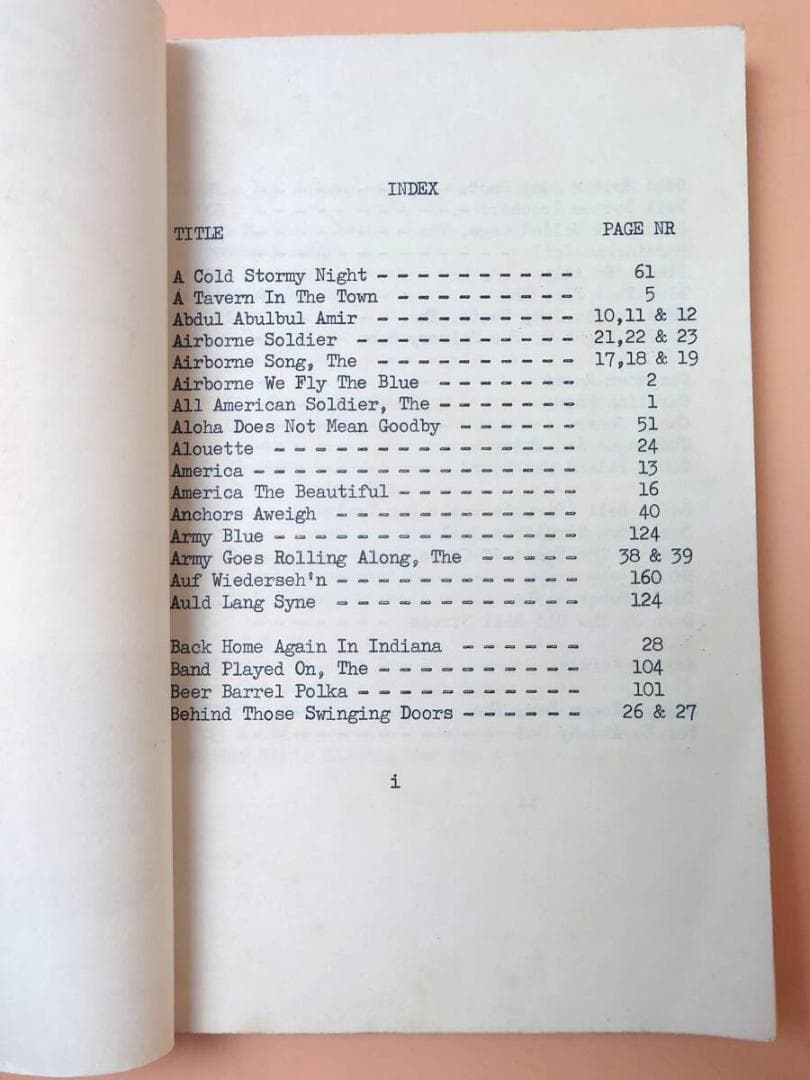 INDEX
TITLE PAGE NR
A Cold Stormy Night - - - - - - - - - - 61
A Tavern In The Town - - - - - - - - - 5
Abdul Abulbul Amir - - - - - - - - - - 10,11 & 12
Airborne Soldier - - - - - - - - - - - 21,22 & 23
Airborne Song, The - - - - - - - - - - 17,18 & 19
Airborne We Fly The Blue - - - - - - - 2
All American Soldier, The - - - - - - - 1
Aloha Does Not Mean Goodby - - - - - - 51
Alouette - - - - - - - - - - - - - - - 24
America - - - - - - - - - - - - - - - - 13
America The Beautiful - - - - - - - - - 16
Anchors Aweigh - - - - - - - - - - - - 40
Army Blue - - - - - - - - - - - - - - - 124
Army Goes Rolling Along, The - - - - - 38 & 39
Auf Wiederseh'n - - - - - - - - - - - - 160
Auld Lang Syne - - - - - - - - - - - - 124
Back Home Again In Indiana - - - - - - 28
Band Played On, The - - - - - - - - - - 104
Beer Barrel Polka - - - - - - - - - - - 101
Behind Those Swinging Doors - - - - - - 26 & 27
i